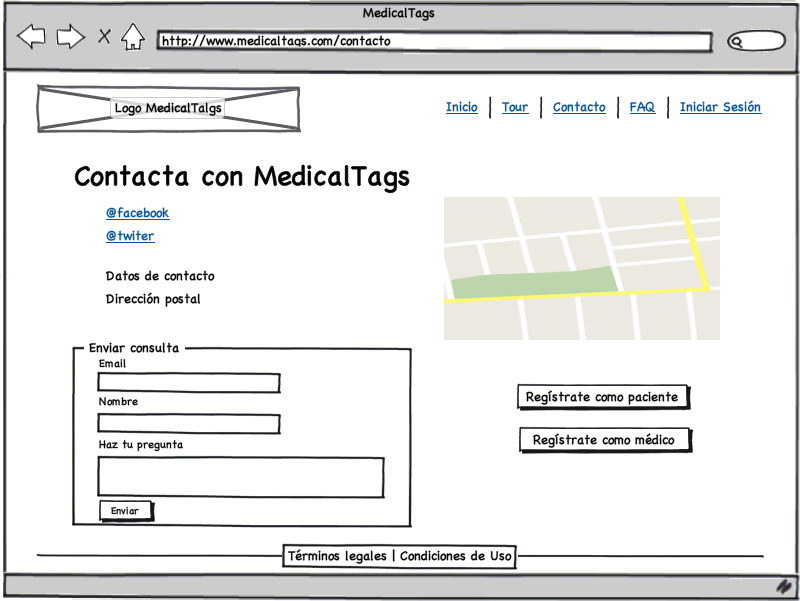 MedicalTags
http://www.medicaltags.com/contacto
Logo MedicalTalgs
Inicio | Tour | Contacto | FAQ | Iniciar Sesión
Contacta con MedicalTags
@facebook
@twiter
Datos de contacto
Dirección postal
Enviar consulta
Email
Nombre
Haz tu pregunta
Enviar
Regístrate como paciente
Regístrate como médico
Términos legales | Condiciones de Uso